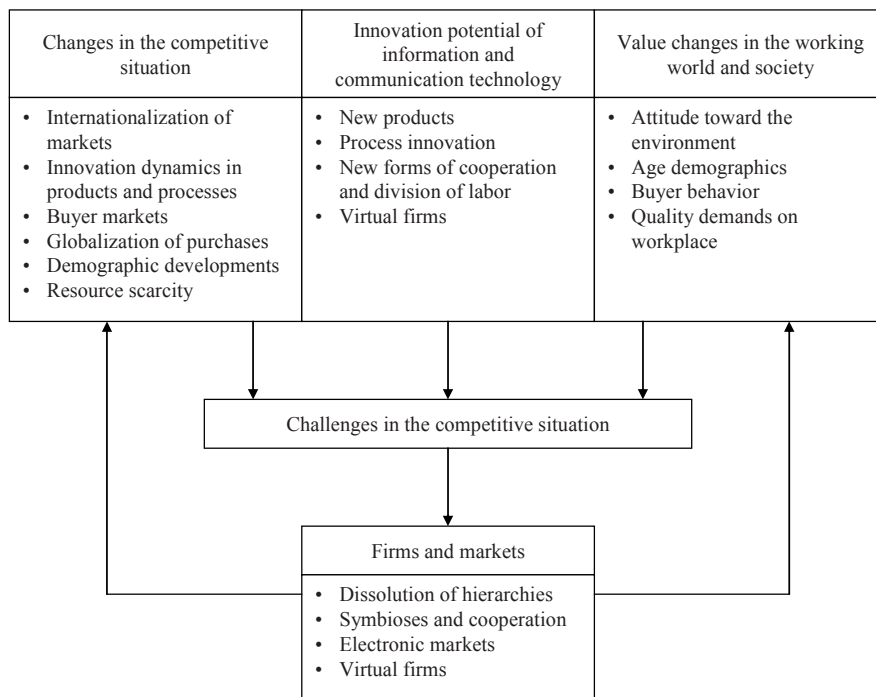 Changes in the competitive
situation
Innovation potential of
information and
communication technology
Value changes in the working
world and society
• Internationalization of
markets
• Innovation dynamics in
products and processes
• Buyer markets
• Globalization of purchases
• Demographic developments
• Resource scarcity
• New products
• Process innovation
• New forms of cooperation
and division of labor
• Virtual firms
• Attitude toward the
environment
• Age demographics
• Buyer behavior
• Quality demands on
workplace
Challenges in the competitive situation
Firms and markets
• Dissolution of hierarchies
• Symbioses and cooperation
• Electronic markets
• Virtual firms